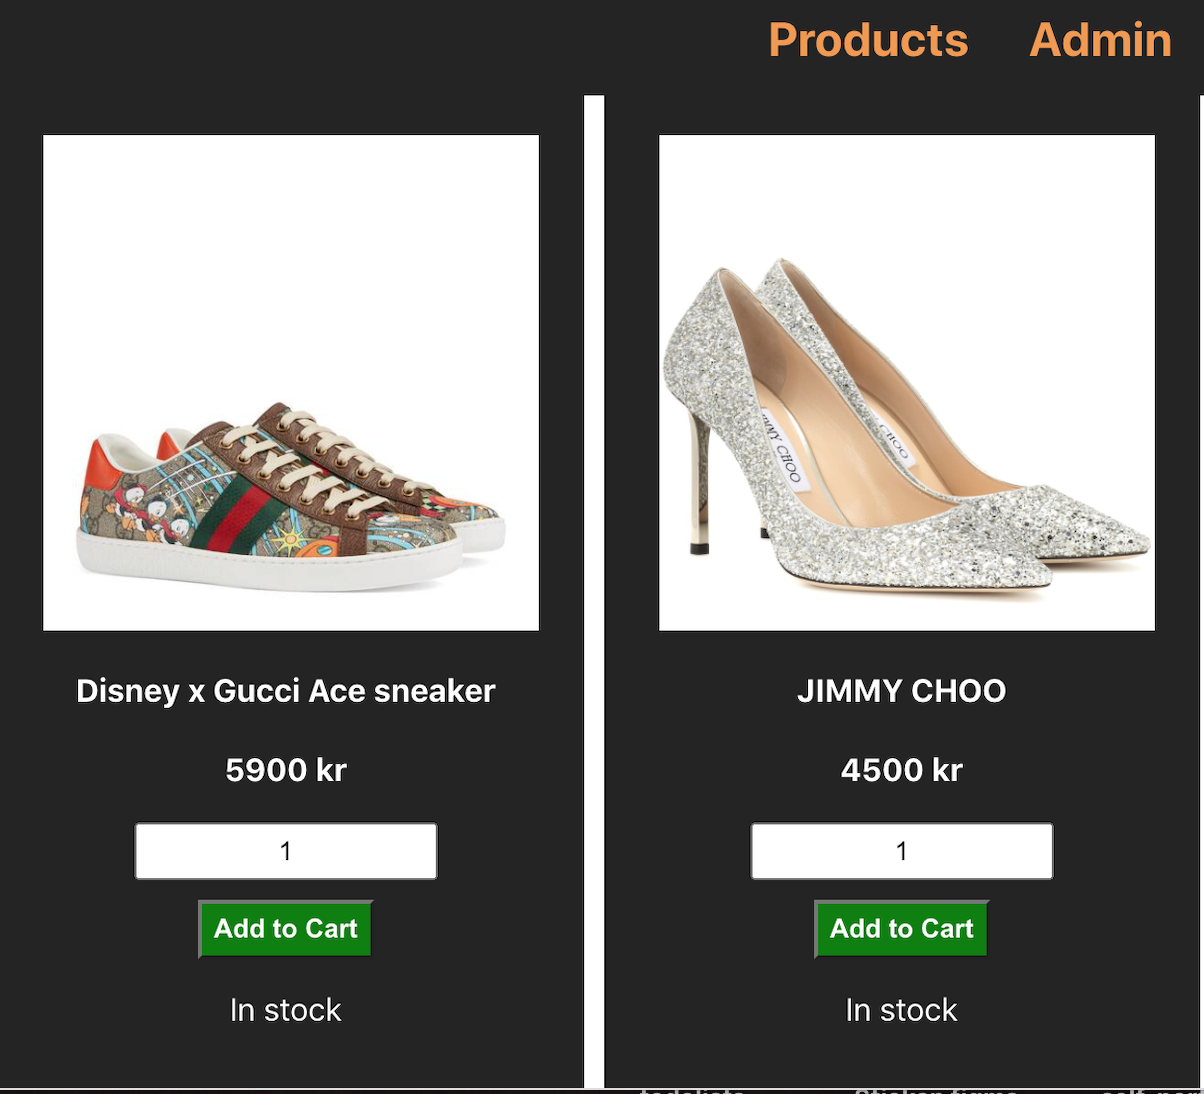 Products Admin
JIMMY CHOO
CHOO
Disney x Gucci Ace sneaker
JIMMY CHOO
5900 kr
4500 kr
1
1
Add to Cart
Add to Cart
In stock
In stock